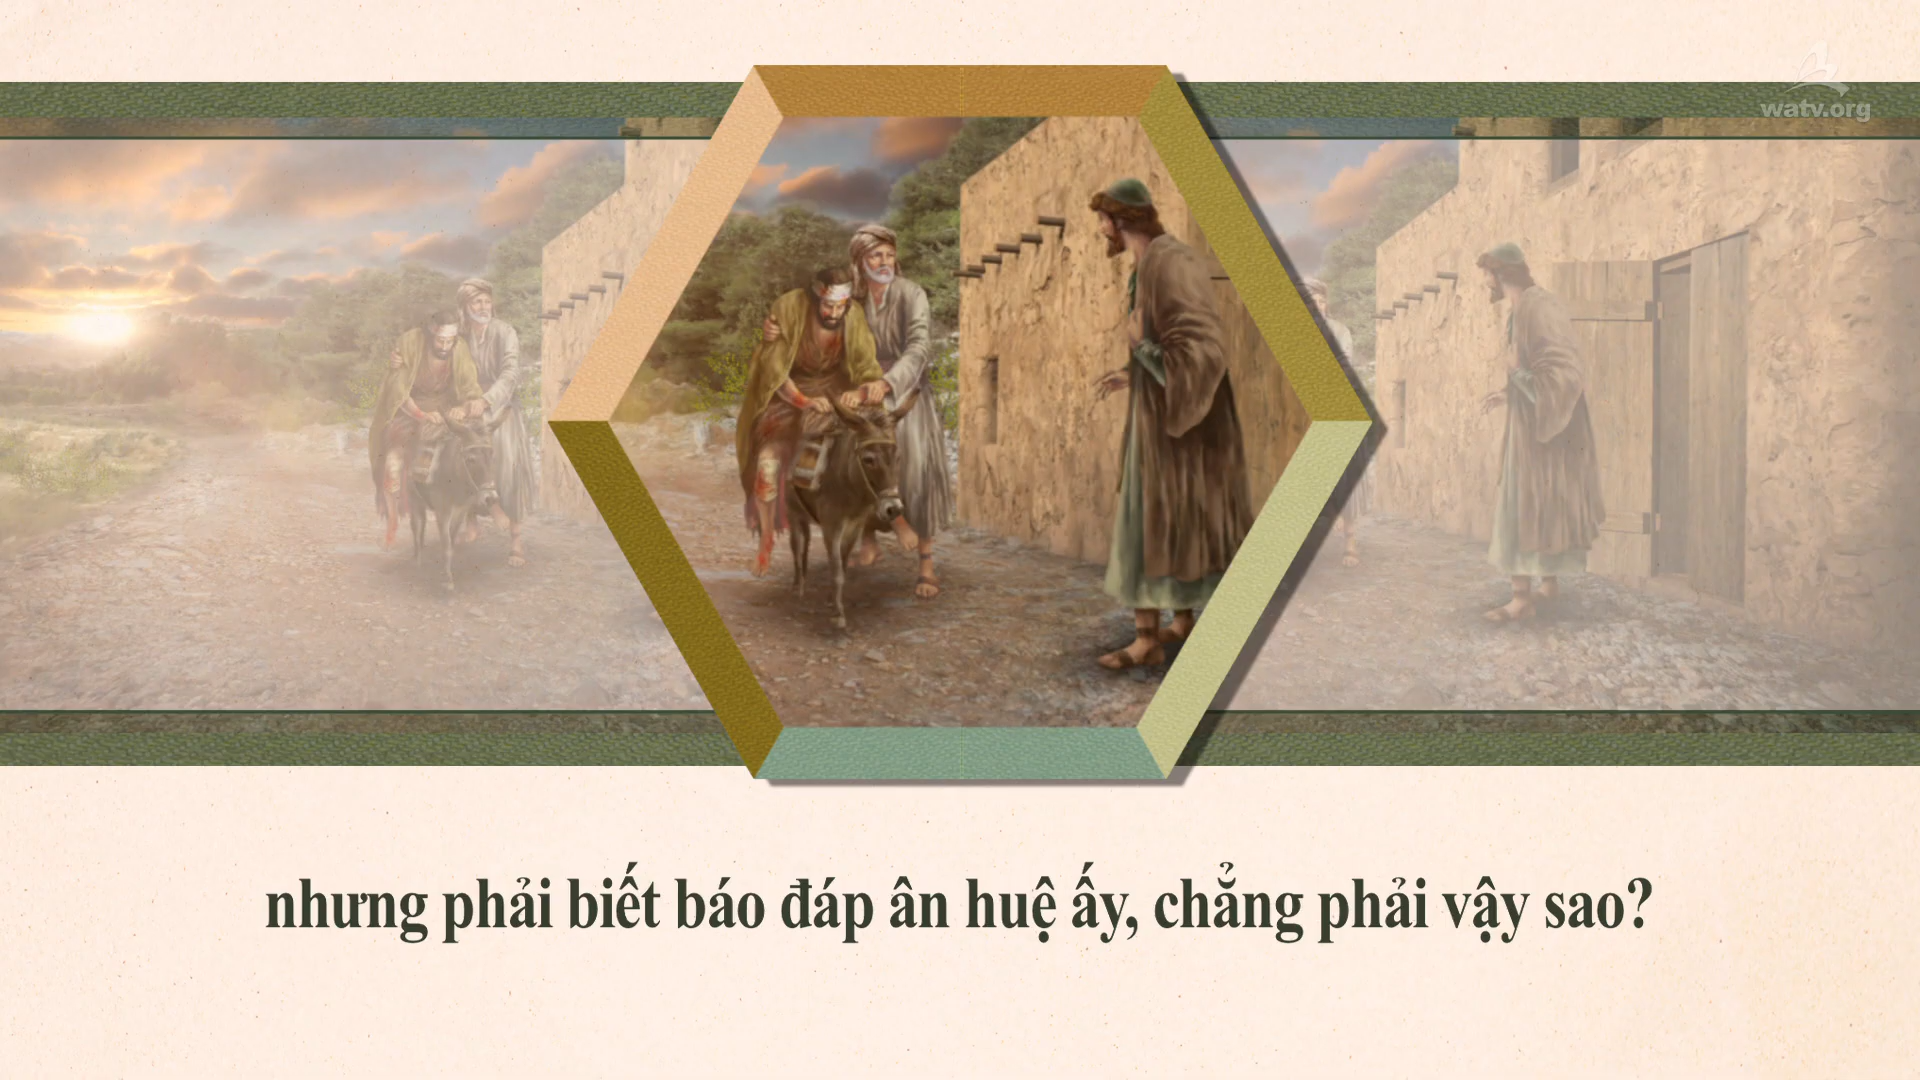 watv.org
nhưng phải biết báo đáp ân huệ ấy, chẳng phải vậy sao?